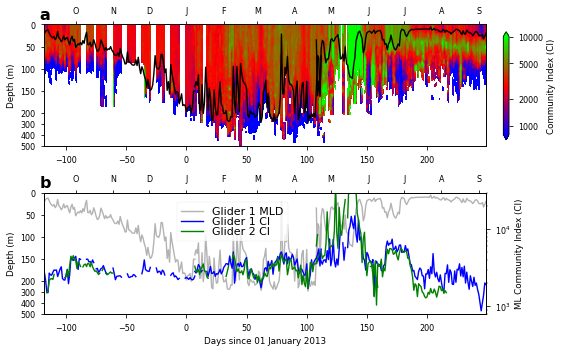 a
O N D J F M A M J J A S
0
50
100
150
200
300
400
500
Depth (m)
−100 −50 0 50 100 150 200
10000
5000
2000
1000
Community Index (CI)
b
O N D J F M A M J J A S
0
50
100
150
200
300
400
500
Depth (m)
Glider 1 MLD
Glider 1 CI
Glider 2 CI
10⁴
10³
ML Community Index (CI)
−100 −50 0 50 100 150 200
Days since 01 January 2013